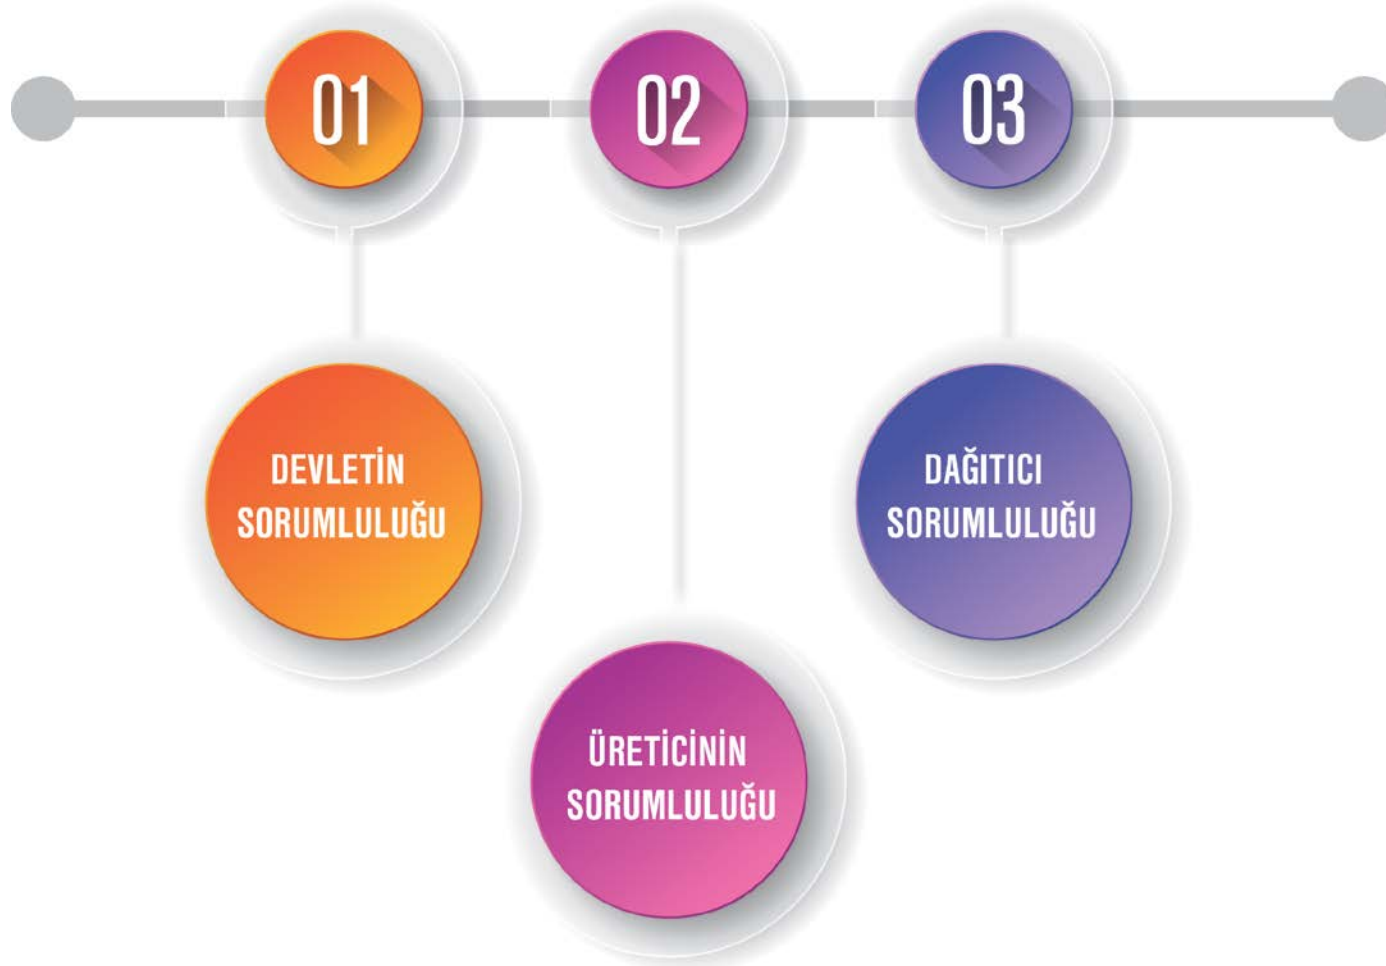 01
02
03
DEVLETİN
SORUMLULUĞU
DAĞITICI
SORUMLULUĞU
ÜRETİCİNİN
SORUMLULUĞU